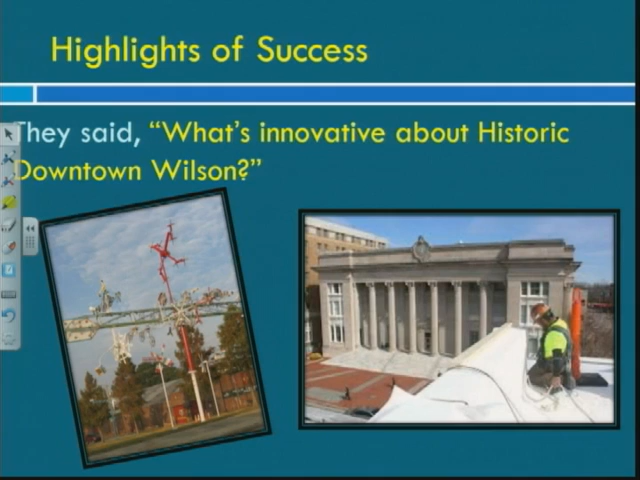 Highlights of Success
They said, “What’s innovative about Historic
Downtown Wilson?”